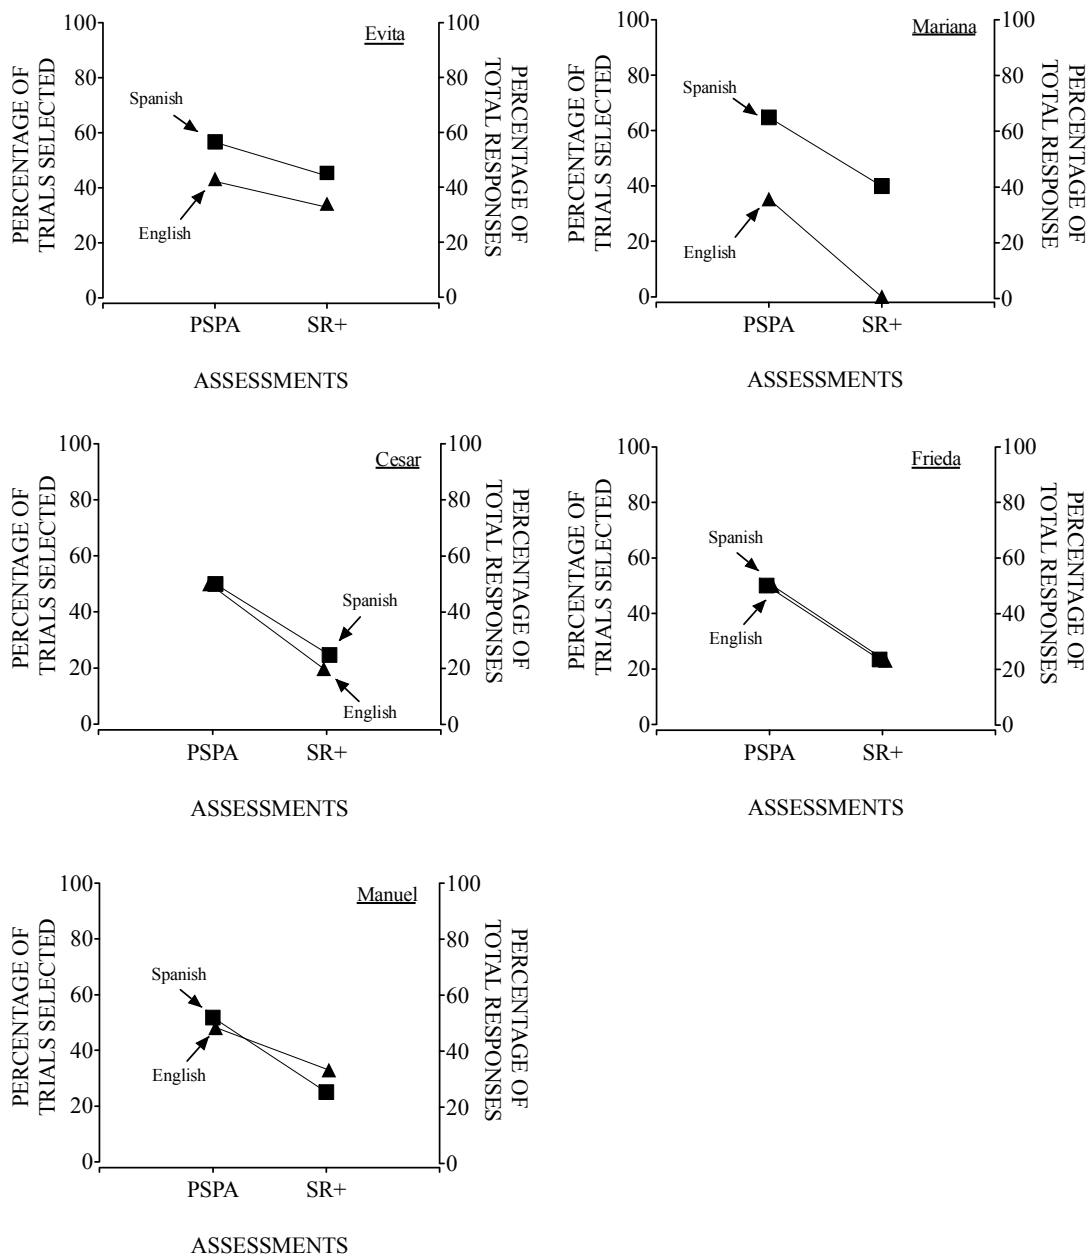 Evita
PERCENTAGE OF
TRIALS SELECTED
100
80
60
40
20
0
Spanish
English
100
80
60
40
20
0
PERCENTAGE OF
TOTAL RESPONSES
PSPA
SR+
ASSESSMENTS
Mariana
PERCENTAGE OF
TRIALS SELECTED
100
80
60
40
20
0
Spanish
English
100
80
60
40
20
0
PERCENTAGE OF
TOTAL RESPONSE
PSPA
SR+
ASSESSMENTS
Cesar
PERCENTAGE OF
TRIALS SELECTED
100
80
60
40
20
0
Spanish
English
100
80
60
40
20
0
PERCENTAGE OF
TOTAL RESPONSES
PSPA
SR+
ASSESSMENTS
Frieda
PERCENTAGE OF
TRIALS SELECTED
100
80
60
40
20
0
Spanish
English
100
80
60
40
20
0
PERCENTAGE OF
TOTAL RESPONSES
PSPA
SR+
ASSESSMENTS
Manuel
PERCENTAGE OF
TRIALS SELECTED
100
80
60
40
20
0
Spanish
English
100
80
60
40
20
0
PERCENTAGE OF
TOTAL RESPONSES
PSPA
SR+
ASSESSMENTS